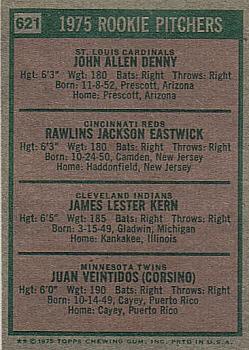 621
1975 ROOKIE PITCHERS
ST. LOUIS CARDINALS
JOHN ALLEN DENNY
Hgt: 6'3" Wgt: 180 Bats: Right Throws: Right
Born: 11-8-52, Prescott, Arizona
Home: Prescott, Arizona
CINCINNATI REDS
RAWLINS JACKSON EASTWICK
Hgt: 6'3" Wgt: 180 Bats: Right Throws: Right
Born: 10-24-50, Camden, New Jersey
Home: Haddonfield, New Jersey
CLEVELAND INDIANS
JAMES LESTER KERN
Hgt: 6'5" Wgt: 185 Bats: Right Throws: Right
Born: 3-15-49, Gladwin, Michigan
Home: Kankakee, Illinois
MINNESOTA TWINS
JUAN VEINTIDOS (CORSINO)
Hgt: 6'0" Wgt: 190 Bats: Right Throws: Right
Born: 10-14-49, Cayey, Puerto Rico
Home: Cayey, Puerto Rico
** © 1975 TOPPS CHEWING GUM, INC. PRTD IN U.S.A.